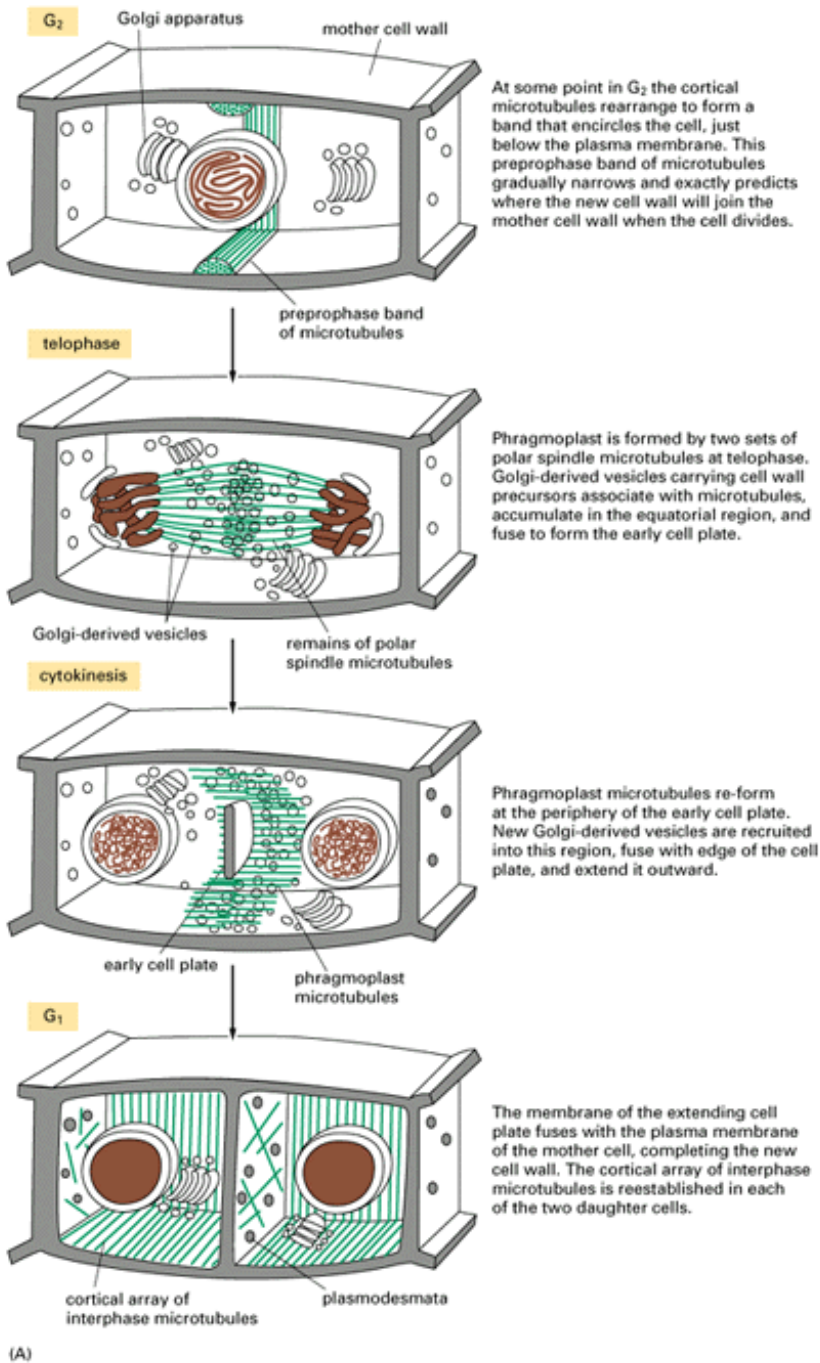 G2
Golgi apparatus
mother cell wall
At some point in G2 the cortical
microtubules rearrange to form a
band that encircles the cell, just
below the plasma membrane. This
preprophase band of microtubules
gradually narrows and exactly predicts
where the new cell wall will join the
mother cell wall when the cell divides.
preprophase band
of microtubules
telophase
Phragmoplast is formed by two sets of
polar spindle microtubules at telophase.
Golgi-derived vesicles carrying cell wall
precursors associate with microtubules,
accumulate in the equatorial region, and
fuse to form the early cell plate.
Golgi-derived vesicles
remains of polar
spindle microtubules
cytokinesis
Phragmoplast microtubules re-form
at the periphery of the early cell plate.
New Golgi-derived vesicles are recruited
into this region, fuse with edge of the cell
plate, and extend it outward.
early cell plate
phragmoplast
microtubules
G1
The membrane of the extending cell
plate fuses with the plasma membrane
of the mother cell, completing the new
cell wall. The cortical array of interphase
microtubules is reestablished in each
of the two daughter cells.
cortical array of
interphase microtubules
plasmodesmata
(A)